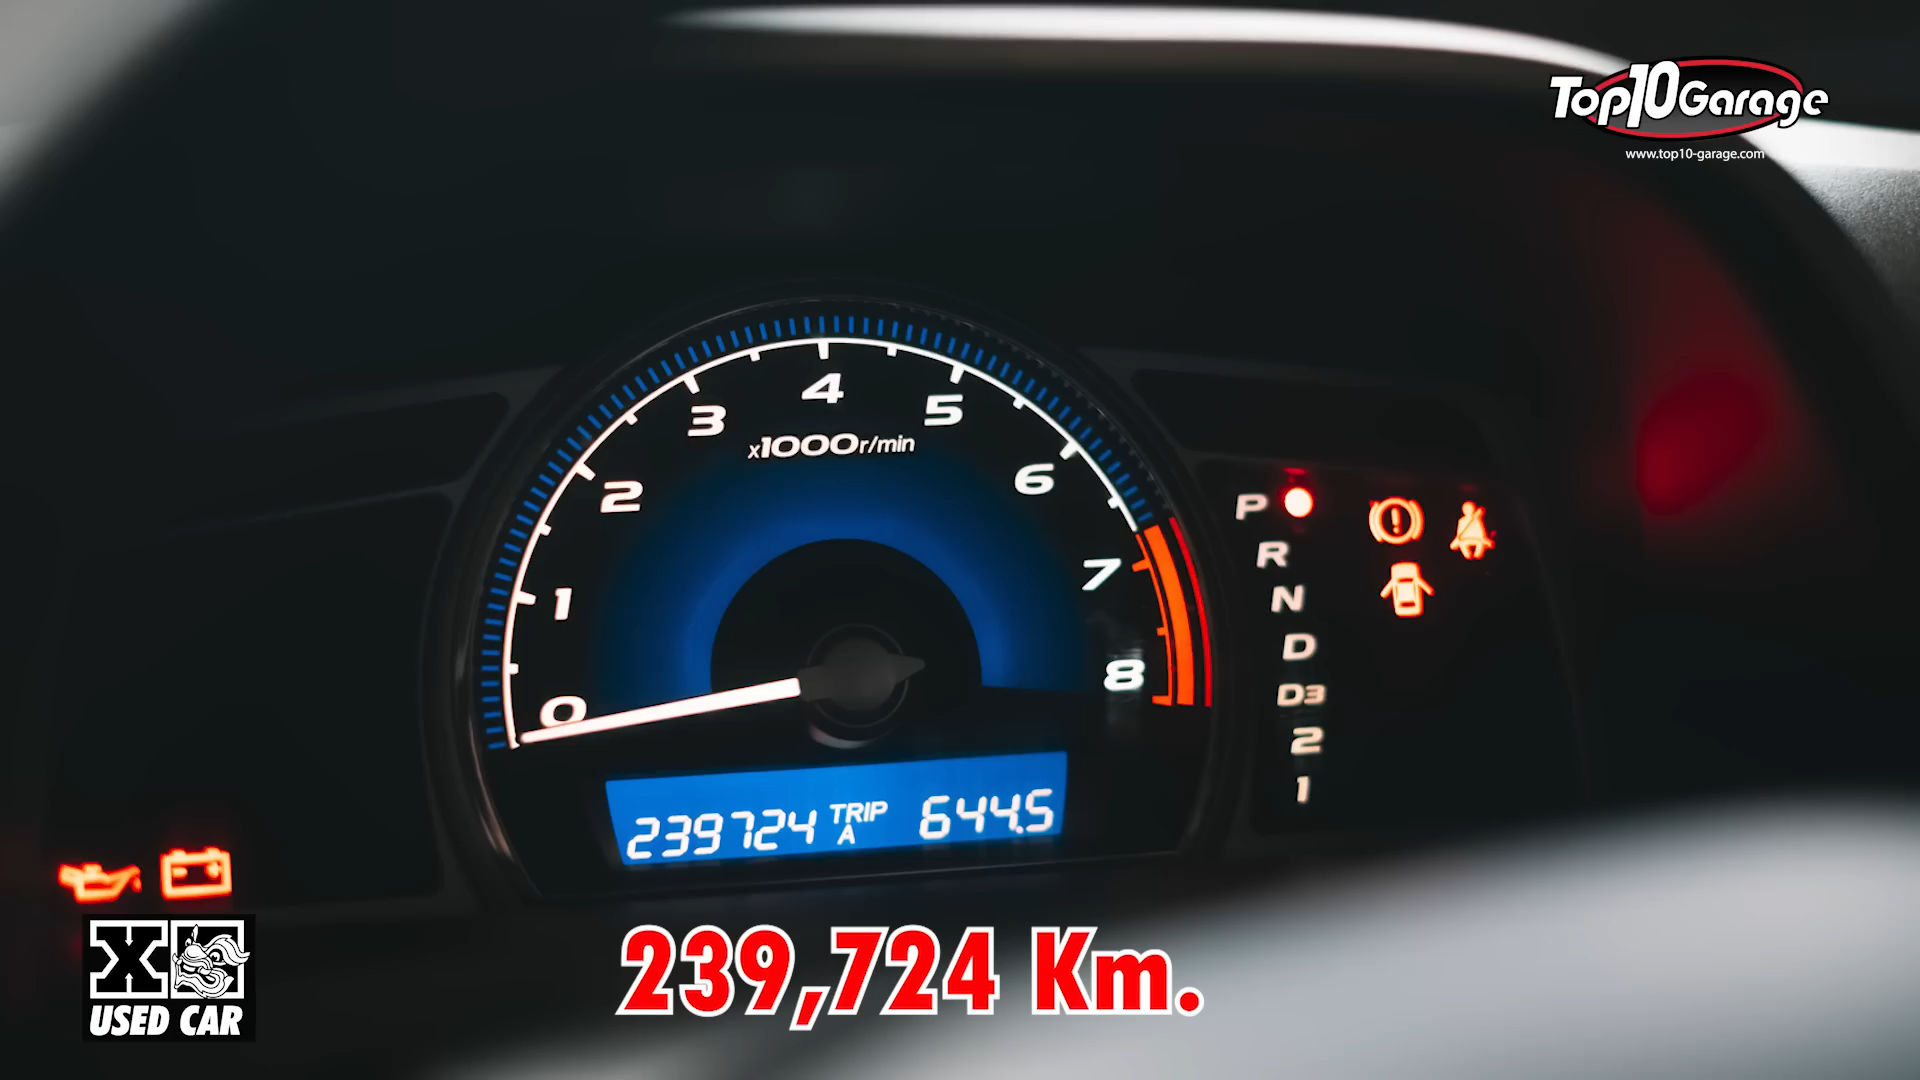 Top10Garage
www.top10-garage.com
4
3
5
x1000r/min
2
6
1
7
0
8
P
R
N
D
D3
2
1
239724 TRIP A 644.5
X
USED CAR
239,724 Km.